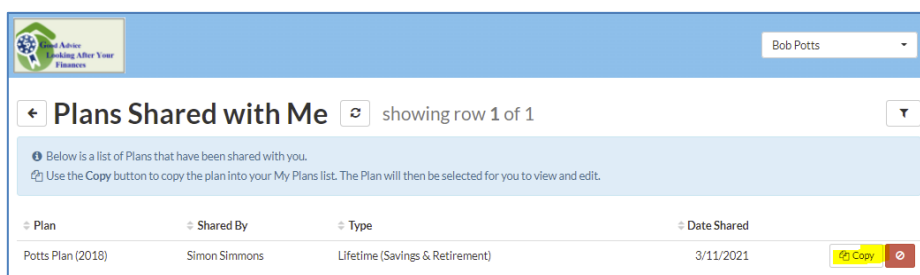 Good Advice
Looking After Your
Finances
Bob Potts
Plans Shared with Me showing row 1 of 1
Below is a list of Plans that have been shared with you.
Use the Copy button to copy the plan into your My Plans list. The Plan will then be selected for you to view and edit.
Plan Shared By Type Date Shared
Potts Plan (2018) Simon Simmons Lifetime (Savings & Retirement) 3/11/2021 Copy